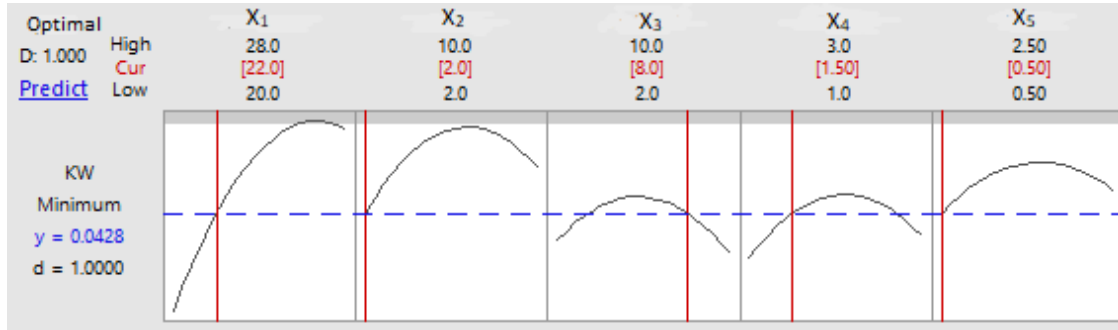 Optimal X1 X2 X3 X4 X5
D: 1.000 High 28.0 10.0 10.0 3.0 2.50
Cur [22.0] [2.0] [8.0] [1.50] [0.50]
Predict Low 20.0 2.0 2.0 1.0 0.50
KW
Minimum
y = 0.0428
d = 1.0000